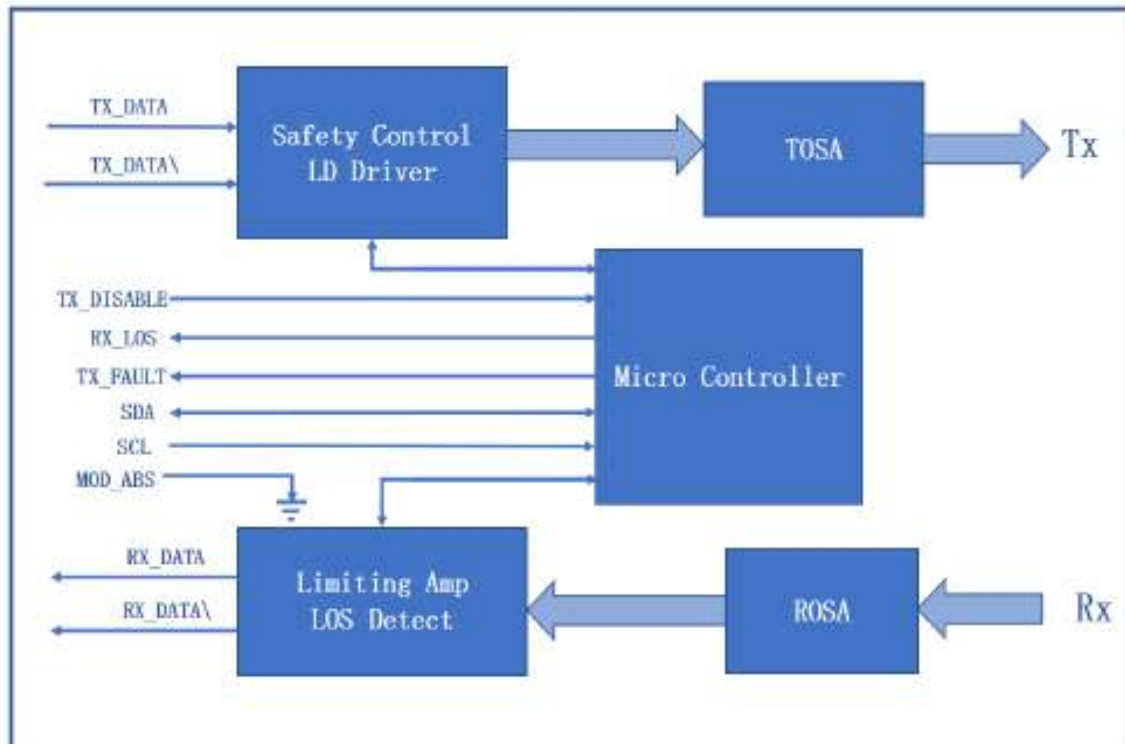 TX_DATA
TX_DATA\
Safety Control
LD Driver
TOSA
Tx
TX_DISABLE
RX_LOS
TX_FAULT
SDA
SCL
MOD_ABS
Micro Controller
RX_DATA
RX_DATA\
Limiting Amp
LOS Detect
ROSA
Rx